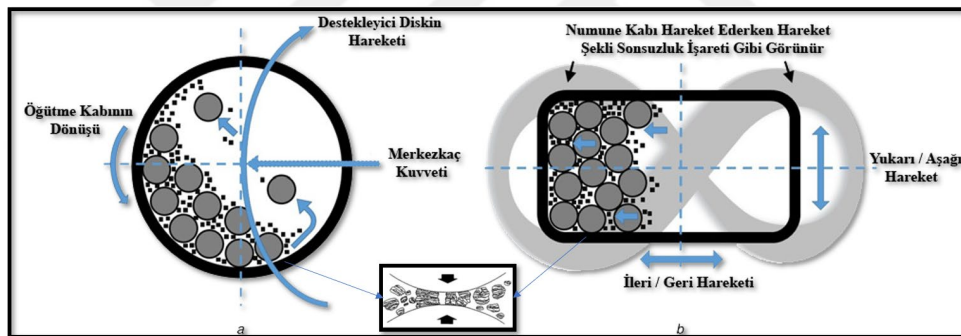 Destekleyici Diskin
Hareketi
Öğütme Kabının
Dönüşü
Merkezkaç
Kuvveti
a
Numune Kabı Hareket Ederken Hareket
Şekli Sonsuzluk İşareti Gibi Görünür
Yukarı / Aşağı
Hareket
İleri / Geri Hareketi
b